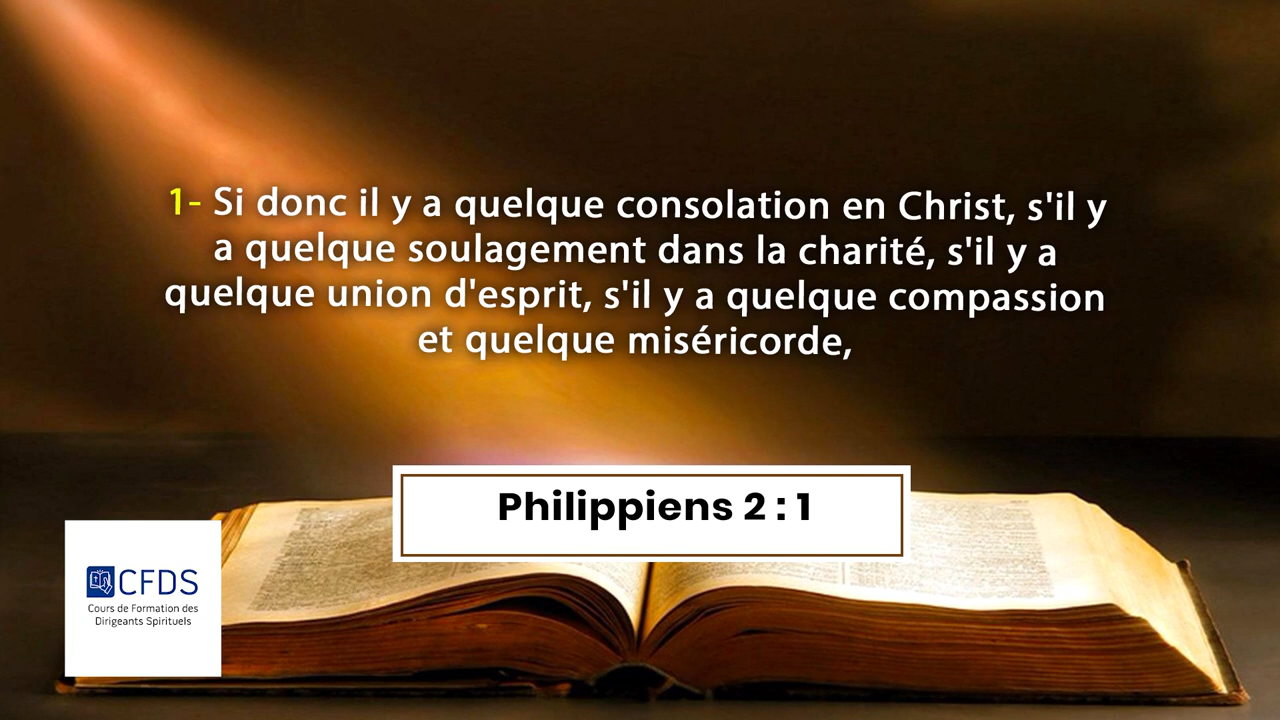 1- Si donc il y a quelque consolation en Christ, s'il y
a quelque soulagement dans la charité, s'il y a
quelque union d'esprit, s'il y a quelque compassion
et quelque miséricorde,
Philippiens 2 : 1
CFDS
Cours de Formation des
Dirigeants Spirituels